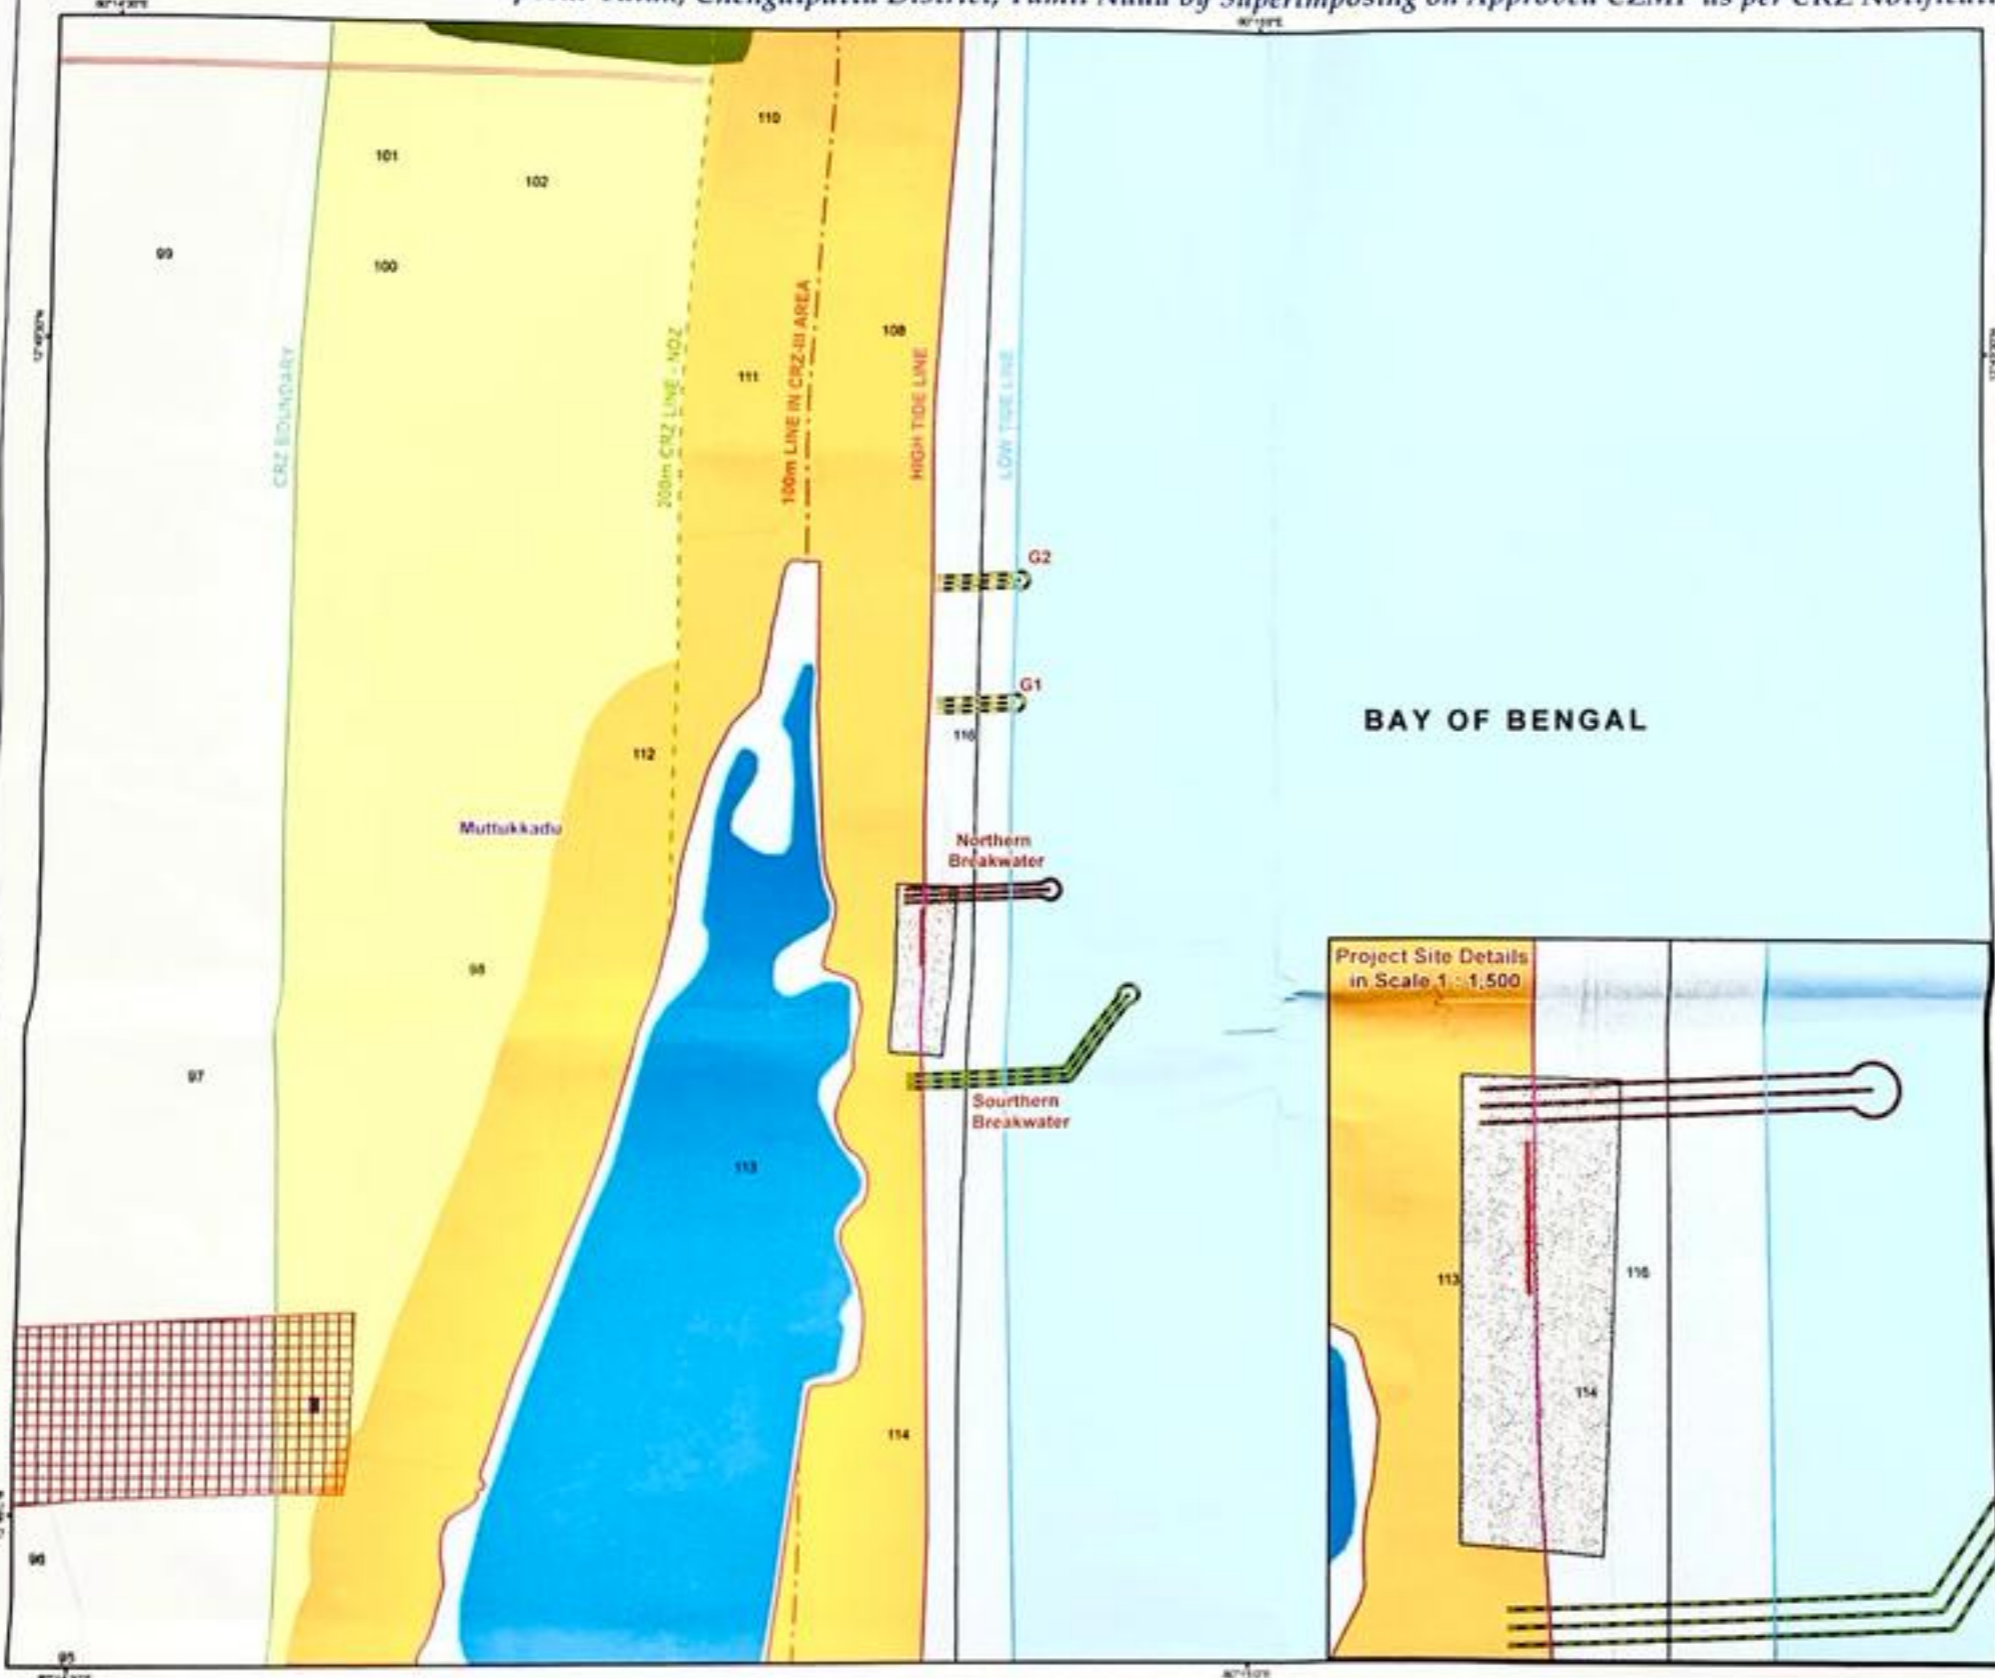 Chengalpattu District, Tamil Nadu by Superimposing on Approved CZMP as per CRZ
110
101
102
99
100
108
111
CRZ BOUNDARY
200m CRZ LINE - NDZ
100m LINE IN CRZ-III AREA
HIGH TIDE LINE
LOW TIDE LINE
G2
G1
116
BAY OF BENGAL
112
Muttukkadu
Northern
Breakwater
98
97
Sourthern
Breakwater
113
114
96
95
Project Site Details
in Scale 1 : 1,500
113
116
114